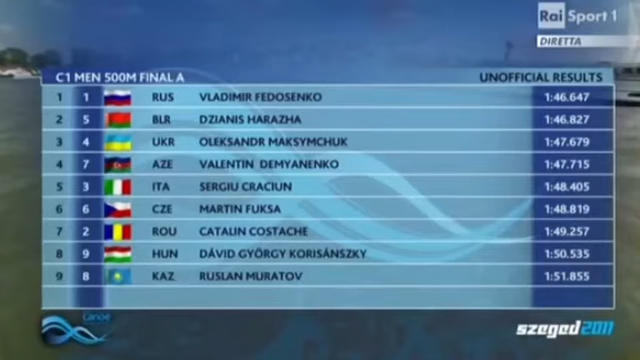 Rai Sport 1
DIRETTA
C1 MEN 500M FINAL A UNOFFICIAL RESULTS
1 1 RUS VLADIMIR FEDOSENKO 1:46.647
2 5 BLR DZIANIS HARAZHA 1:46.827
3 4 UKR OLEKSANDR MAKSYMCHUK 1:47.679
4 7 AZE VALENTIN DEMYANENKO 1:47.715
5 3 ITA SERGIU CRACIUN 1:48.405
6 6 CZE MARTIN FUKSA 1:48.819
7 2 ROU CATALIN COSTACHE 1:49.257
8 9 HUN DÁVID GYÖRGY KORISÁNSZKY 1:50.535
9 8 KAZ RUSLAN MURATOV 1:51.855
Canoe
szeged2011